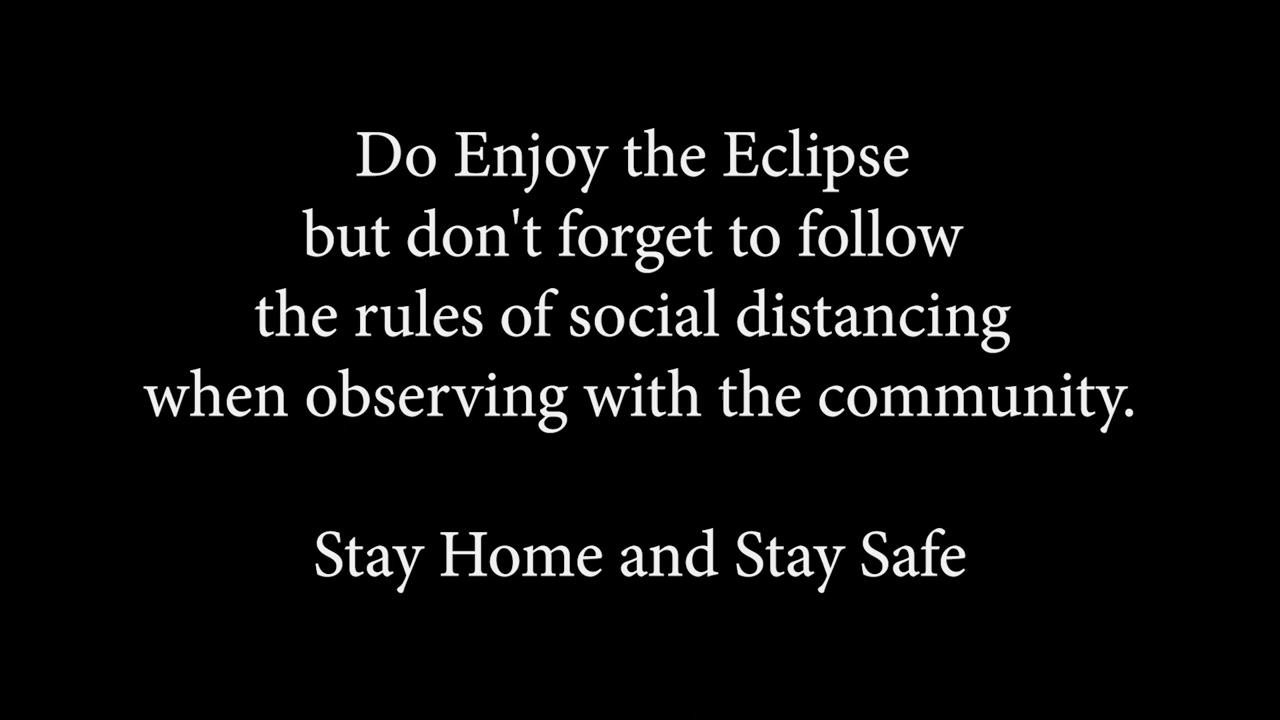 Do Enjoy the Eclipse
but don't forget to follow
the rules of social distancing
when observing with the community.
Stay Home and Stay Safe